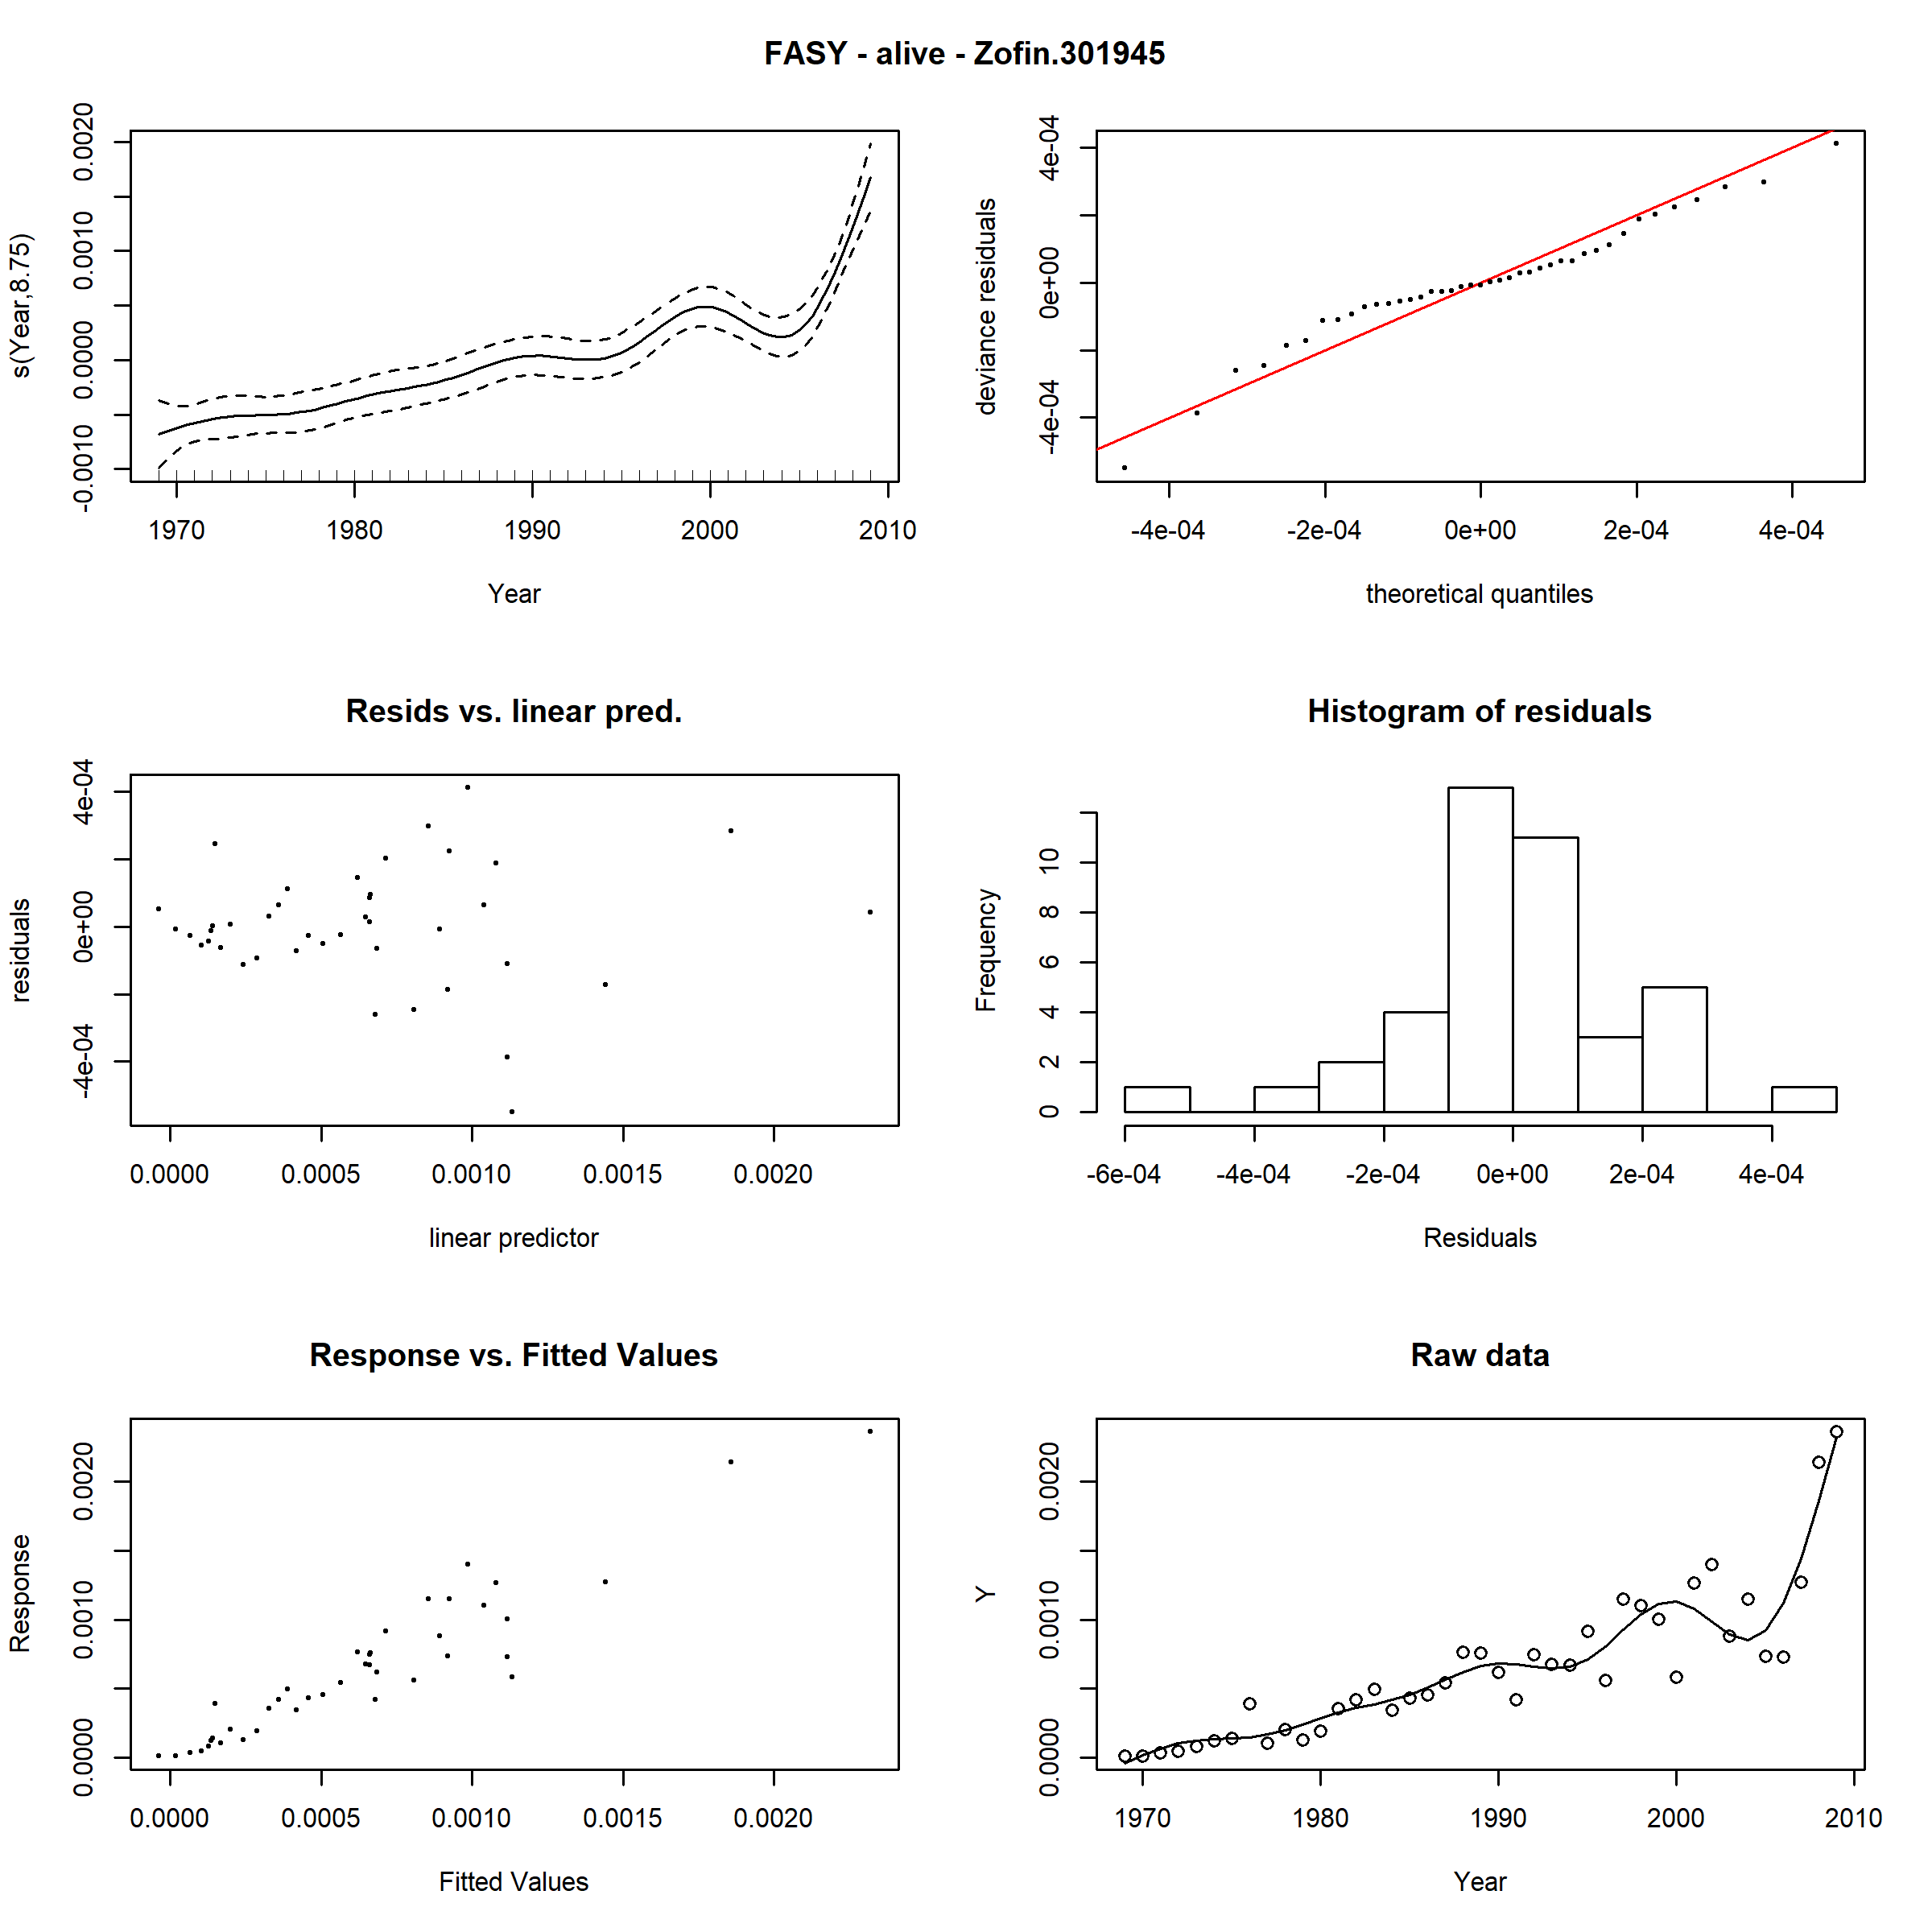 FASY - alive - Zofin.301945
s(Year,8.75)
-0.0010 0.0000 0.0010 0.0020
1970 1980 1990 2000 2010
Year
deviance residuals
-4e-04 0e+00 4e-04
-4e-04 -2e-04 0e+00 2e-04 4e-04
theoretical quantiles
Resids vs. linear pred.
residuals
-4e-04 0e+00 4e-04
0.0000 0.0005 0.0010 0.0015 0.0020
linear predictor
Histogram of residuals
Frequency
0 2 4 6 8 10
-6e-04 -4e-04 -2e-04 0e+00 2e-04 4e-04
Residuals
Response vs. Fitted Values
Response
0.0000 0.0010 0.0020
0.0000 0.0005 0.0010 0.0015 0.0020
Fitted Values
Raw data
Y
0.0000 0.0010 0.0020
1970 1980 1990 2000 2010
Year